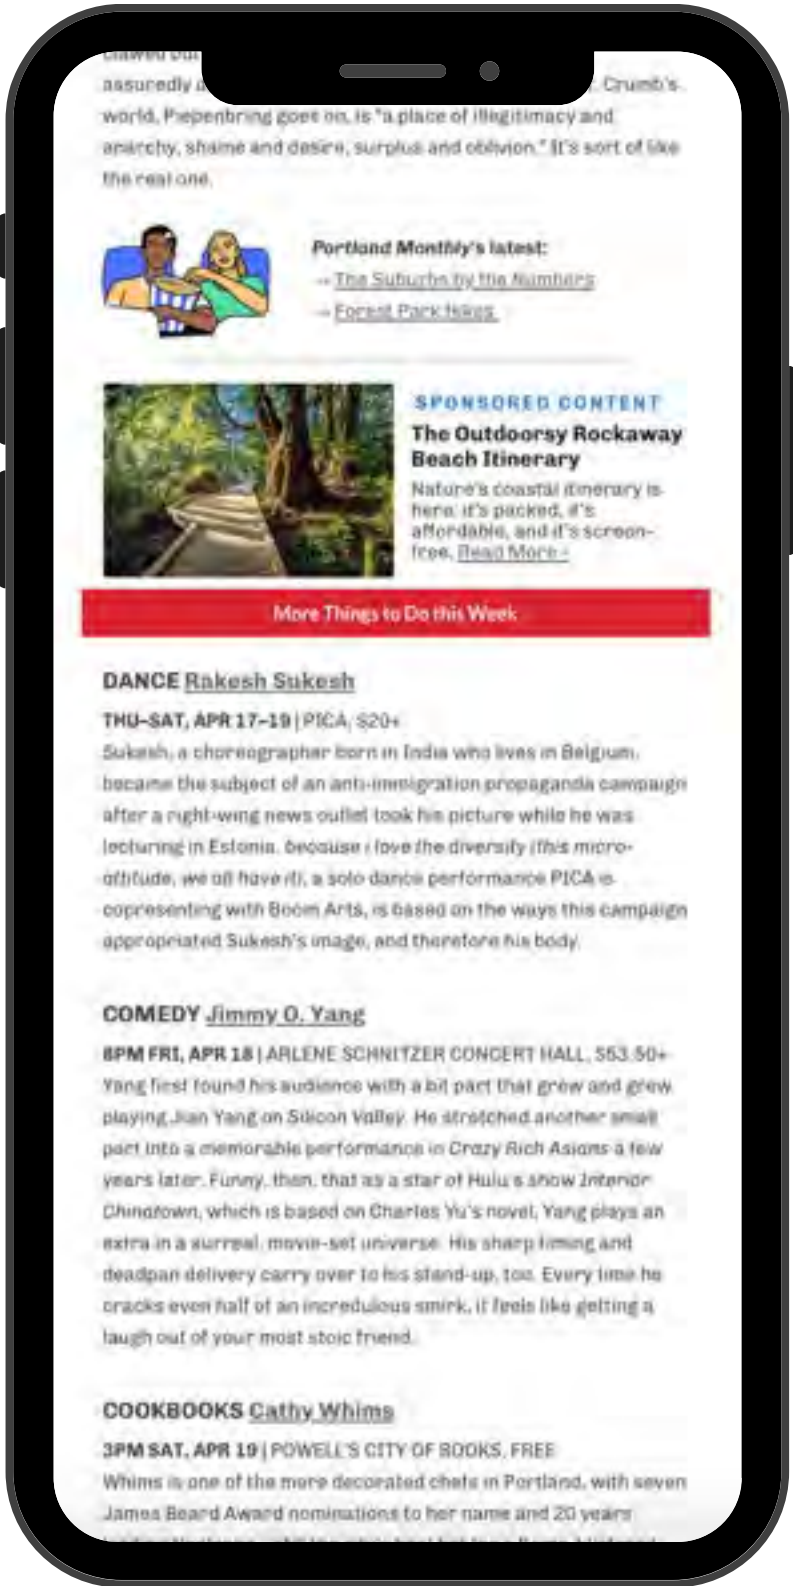 assuredly
Crumb's
world, Piepenbring goes on, is "a place of illegitimacy and
anarchy, shame and desire, surplus and oblivion." It's sort of like
the real one.
Portland Monthly's latest:
→ The Suburbs by the Numbers
→ Forest Park hikes
SPONSORED CONTENT
The Outdoorsy Rockaway
Beach Itinerary
Nature's coastal itinerary is
here: it's packed, it's
affordable, and it's screen-
free. Read More ›
More Things to Do this Week
DANCE Rakesh Sukesh
THU–SAT, APR 17–19 | PICA, $20+
Sukesh, a choreographer born in India who lives in Belgium,
became the subject of an anti-immigration propaganda campaign
after a right-wing news outlet took his picture while he was
lecturing in Estonia. because i love the diversity (this micro-
attitude, we all have it), a solo dance performance PICA is
copresenting with Boom Arts, is based on the ways this campaign
appropriated Sukesh's image, and therefore his body.
COMEDY Jimmy O. Yang
8PM FRI, APR 18 | ARLENE SCHNITZER CONCERT HALL, $53.50+
Yang first found his audience with a bit part that grew and grew
playing Jian Yang on Silicon Valley. He stretched another small
part into a memorable performance in Crazy Rich Asians a few
years later. Funny, then, that as a star of Hulu's show Interior
Chinatown, which is based on Charles Yu's novel, Yang plays an
extra in a surreal, movie-set universe. His sharp timing and
deadpan delivery carry over to his stand-up, too. Every time he
cracks even half of an incredulous smirk, it feels like getting a
laugh out of your most stoic friend.
COOKBOOKS Cathy Whims
3PM SAT, APR 19 | POWELL'S CITY OF BOOKS, FREE
Whims is one of the more decorated chefs in Portland, with seven
James Beard Award nominations to her name and 20 years